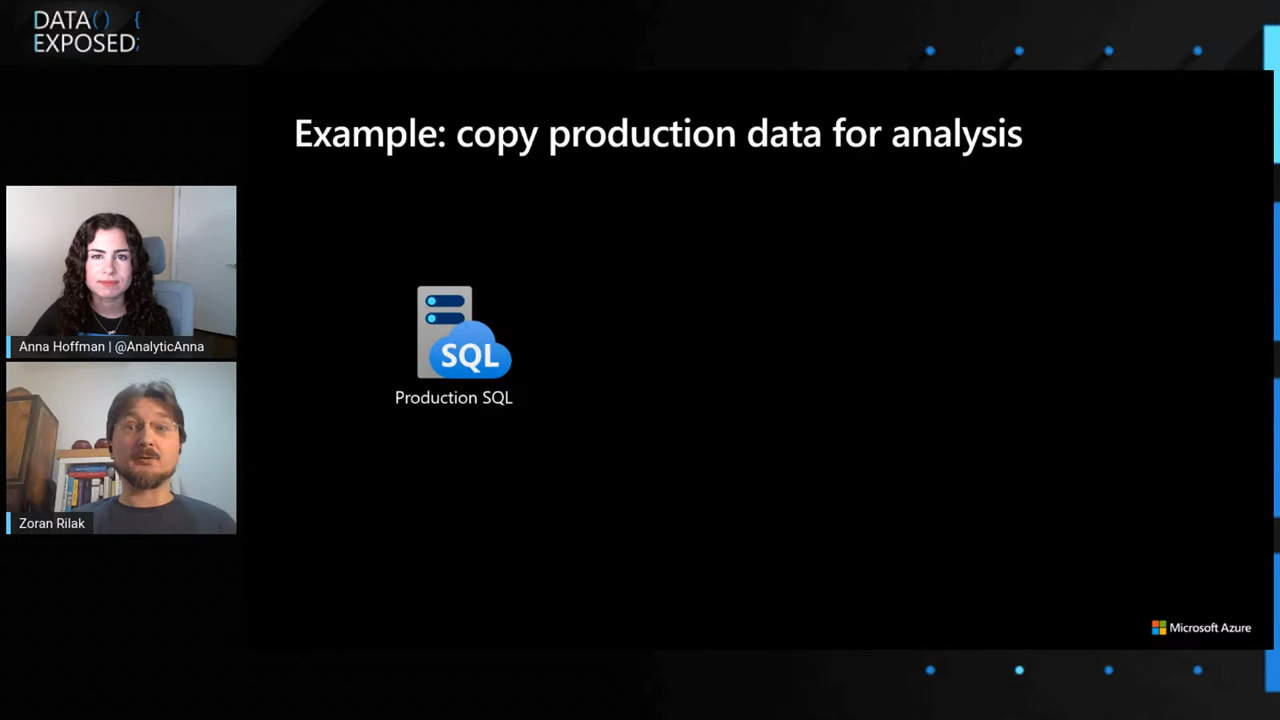 DATA() {
EXPOSED;
Example: copy production data for analysis
SQL
Production SQL
Anna Hoffman | @AnalyticAnna
Zoran Rilak
Microsoft Azure